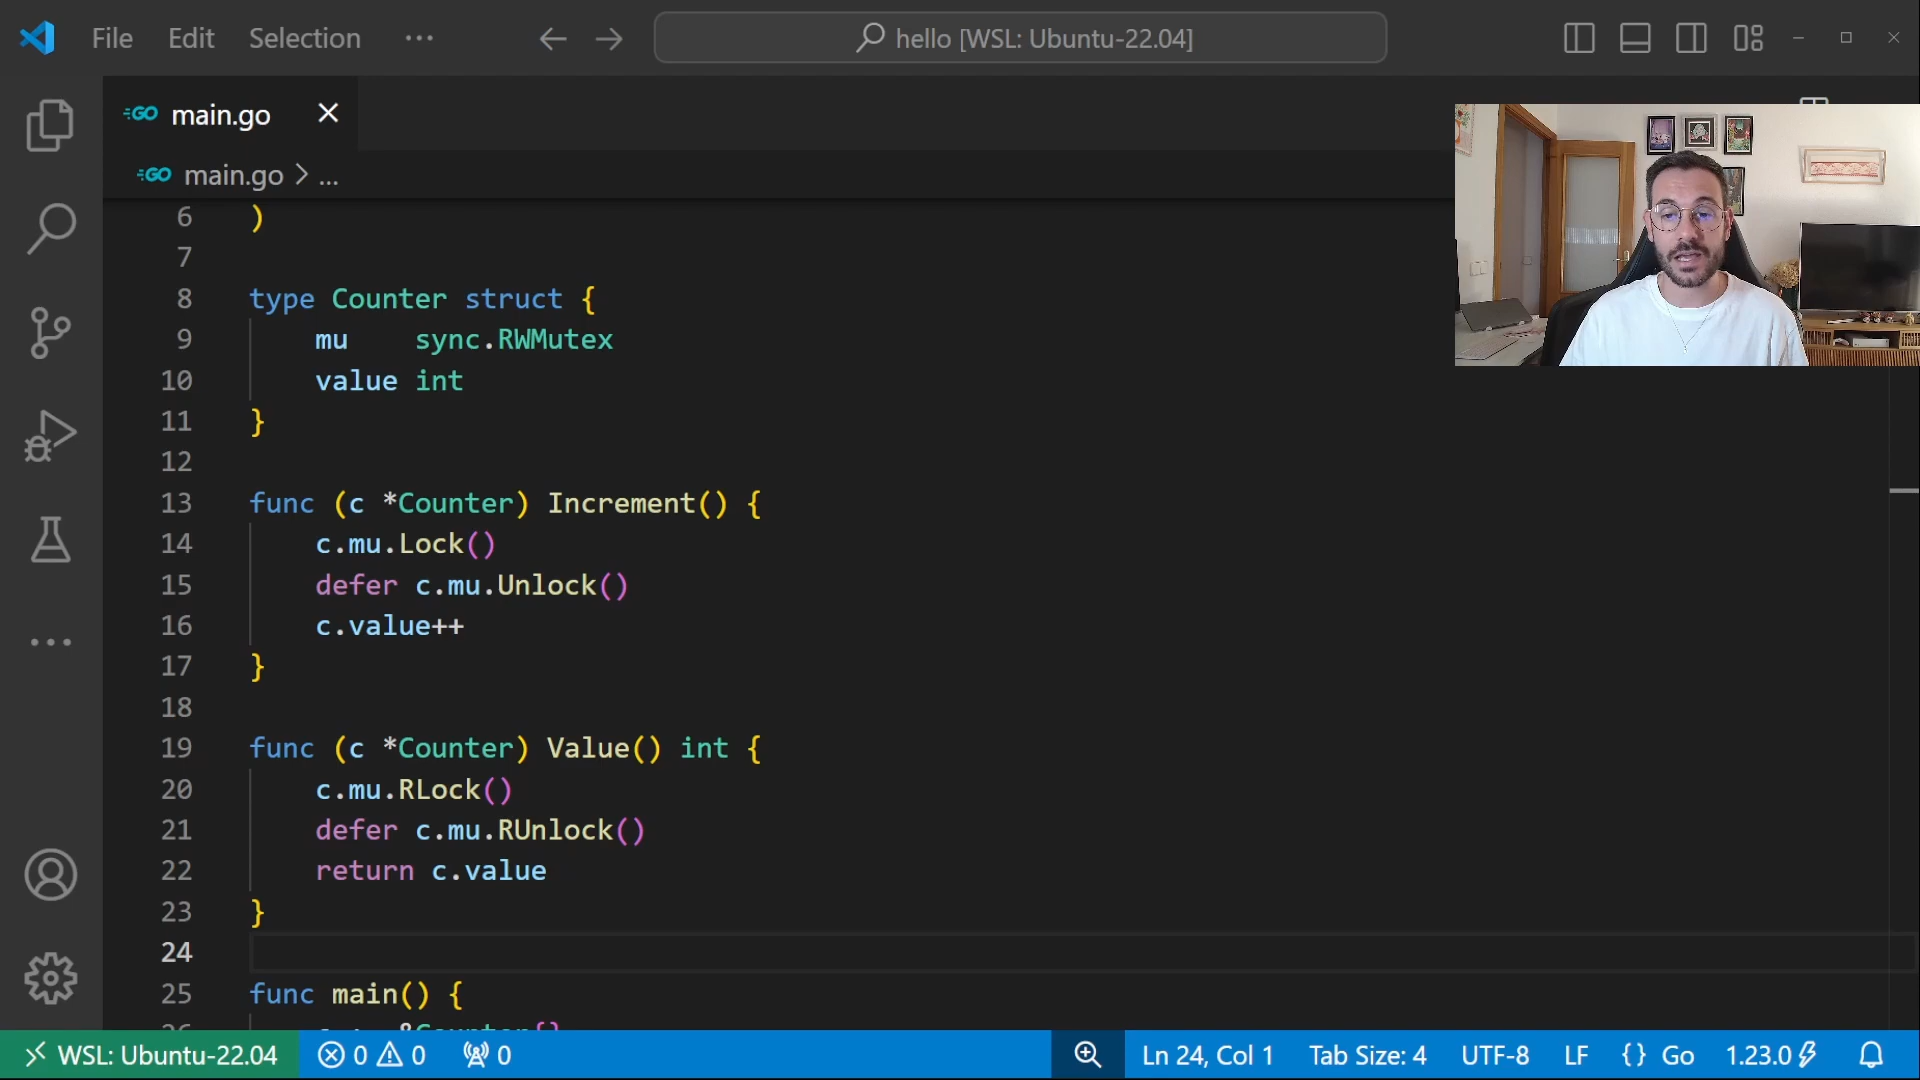 File Edit Selection ··· hello [WSL: Ubuntu-22.04]
GO main.go
GO main.go > ...
6 )
7
8 type Counter struct {
9 mu sync.RWMutex
10 value int
11 }
12
13 func (c *Counter) Increment() {
14 c.mu.Lock()
15 defer c.mu.Unlock()
16 c.value++
17 }
18
19 func (c *Counter) Value() int {
20 c.mu.RLock()
21 defer c.mu.RUnlock()
22 return c.value
23 }
24
25 func main() {
WSL: Ubuntu-22.04 0 0 0 Ln 24, Col 1 Tab Size: 4 UTF-8 LF {} Go 1.23.0